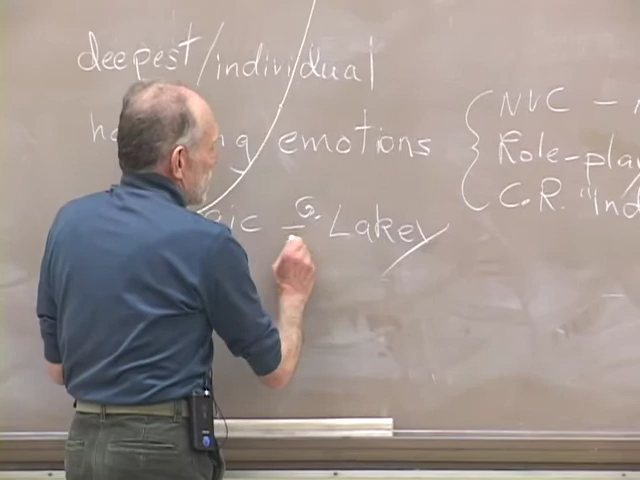 deepest/individual
emotions
G. Lakey
{ NVC –
Role-play
C.R. "Ind